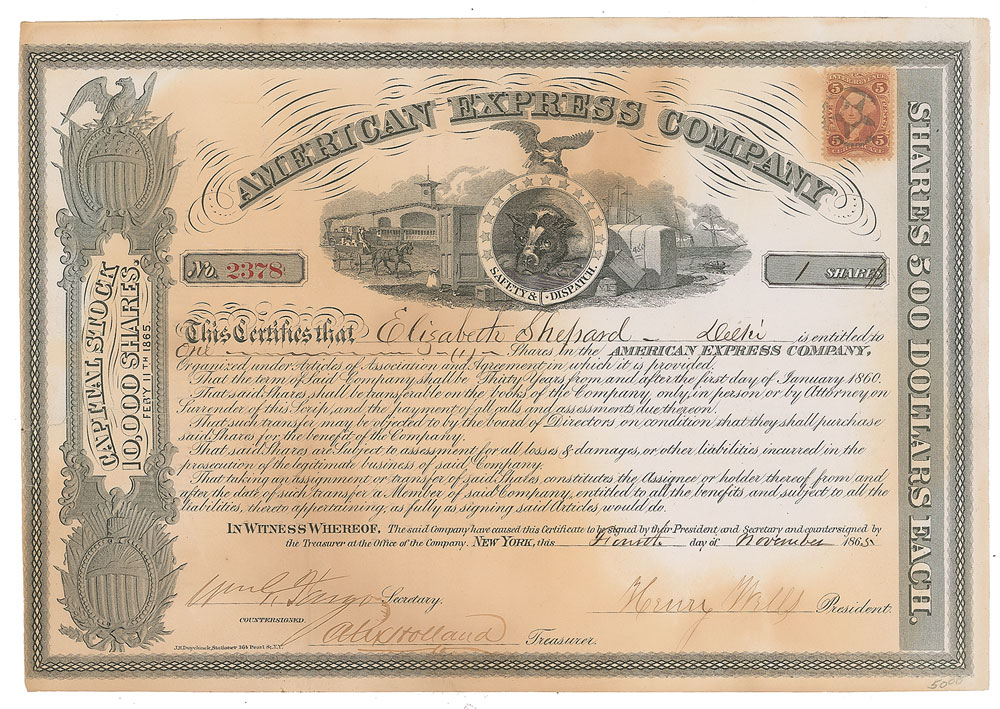 AMERICAN EXPRESS COMPANY
INTER. REVENUE
5 5
5 5
SAFETY & DISPATCH.
No. 2378
1 SHARES
CAPITAL STOCK
10,000 SHARES.
FEBY 11TH 1865
SHARES 500 DOLLARS EACH.
This Certifies that Elizabeth Shepard - Delhi is entitled to
One (1) Shares in the AMERICAN EXPRESS COMPANY,
Organized under Articles of Association and Agreement in which it is provided.
That the term of said Company shall be Thirty Years from and after the first day of January 1860.
That said Shares shall be transferable on the books of the Company only, in person or by Attorney on
Surrender of this Scrip, and the payment of all calls and assessments due thereon.
That such transfer may be objected to by the board of Directors on condition that they shall purchase
said Shares for the benefit of the Company.
That said Shares are Subject to assessment for all losses & damages, or other liabilities, incurred in the
prosecution of the legitimate business of said Company.
That taking an assignment or transfer of said Shares constitutes the Assignee or holder thereof from and
after the date of such transfer a Member of said Company, entitled to all the benefits and subject to all the
liabilities, thereto appertaining, as fully as signing said Articles, would do.
IN WITNESS WHEREOF, The said Company have caused this Certificate to be signed by their President, and Secretary and countersigned by
the Treasurer at the Office of the Company. NEW YORK, this Fourth day of November 1865
Wm G. Fargo Secretary.
Henry Wells President.
COUNTERSIGNED.
Alex Holland Treasurer.
J.H. Duyckinck Stationer 164 Pearl St. N.Y.
50 00